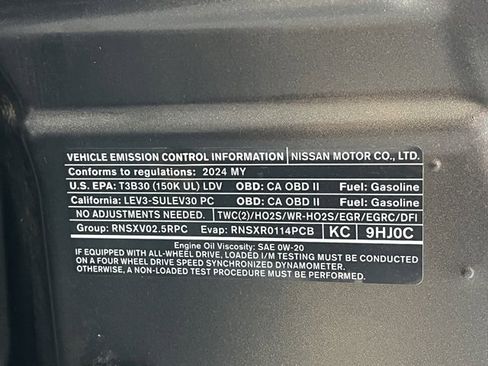 VEHICLE EMISSION CONTROL INFORMATION NISSAN MOTOR CO., LTD.
Conforms to regulations: 2024 MY
U.S. EPA: T3B30 (150K UL) LDV OBD: CA OBD II Fuel: Gasoline
California: LEV3-SULEV30 PC OBD: CA OBD II Fuel: Gasoline
NO ADJUSTMENTS NEEDED. TWC(2)/HO2S/WR-HO2S/EGR/EGRC/DFI
Group: RNSXV02.5RPC Evap: RNSXR0114PCB KC 9HJ0C
Engine Oil Viscosity: SAE 0W-20
IF EQUIPPED WITH ALL-WHEEL DRIVE, LOADED I/M TESTING MUST BE CONDUCTED
ON A FOUR WHEEL DRIVE SPEED SYNCHRONIZED DYNAMOMETER.
OTHERWISE, A NON-LOADED TEST PROCEDURE MUST BE PERFORMED.